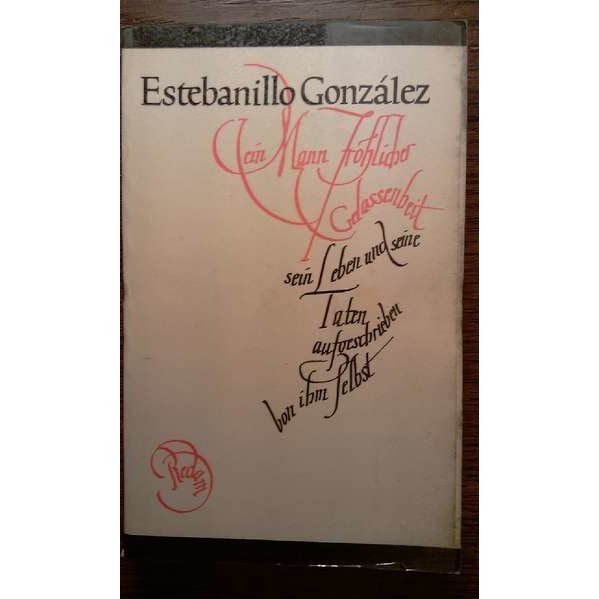 Estebanillo González
ein Mann fröhlicher
Gelassenheit
sein Leben und seine
Taten
aufgeschrieben
von ihm Selbst
Reclam